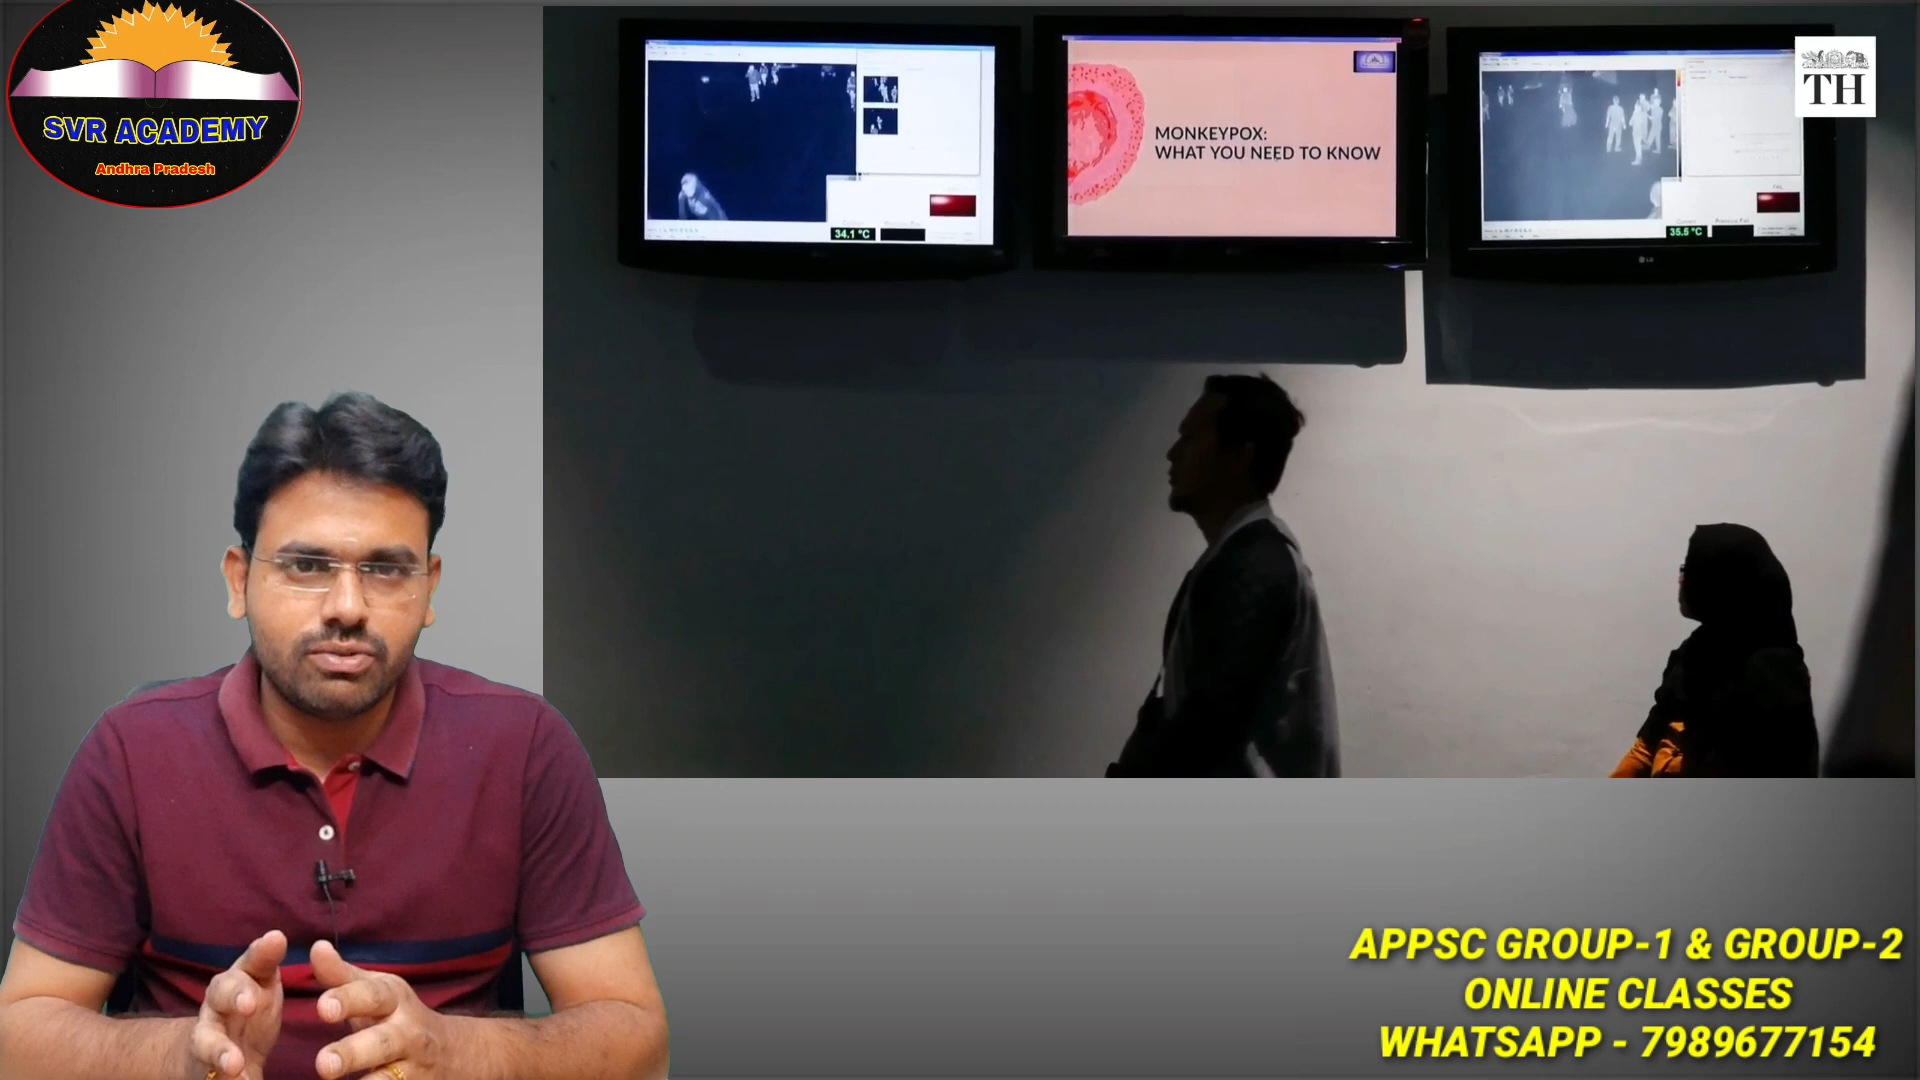 SVR ACADEMY
Andhra Pradesh
MONKEYPOX:
WHAT YOU NEED TO KNOW
TH
34.1 °C
35.5 °C
LG
APPSC GROUP-1 & GROUP-2
ONLINE CLASSES
WHATSAPP - 7989677154